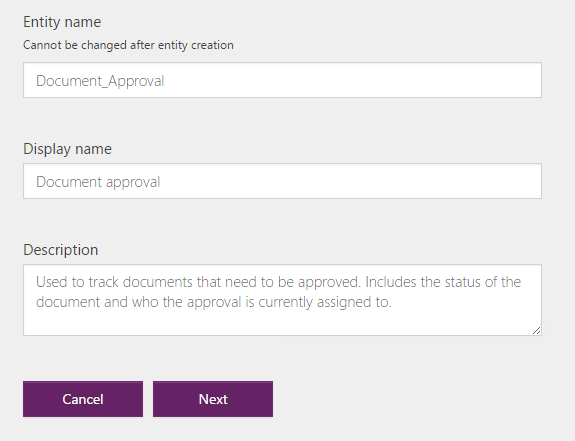 Entity name
Cannot be changed after entity creation
Document_Approval
Display name
Document approval
Description
Used to track documents that need to be approved. Includes the status of the
document and who the approval is currently assigned to.
Cancel
Next